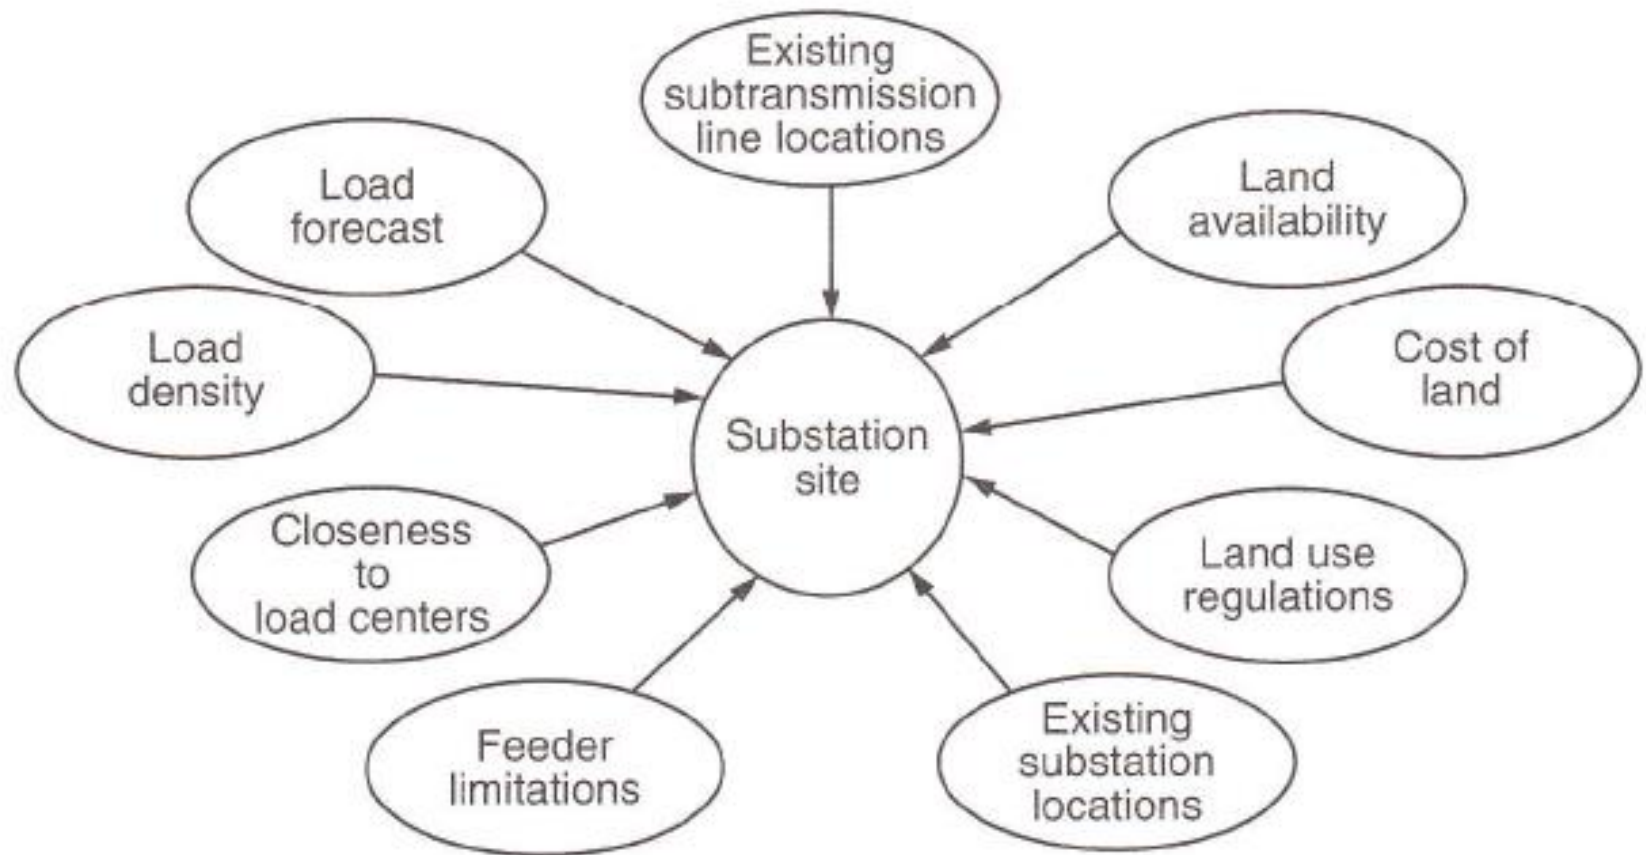 Existing
subtransmission
line locations
Load
forecast
Land
availability
Load
density
Cost of
land
Substation
site
Closeness
to
load centers
Land use
regulations
Feeder
limitations
Existing
substation
locations